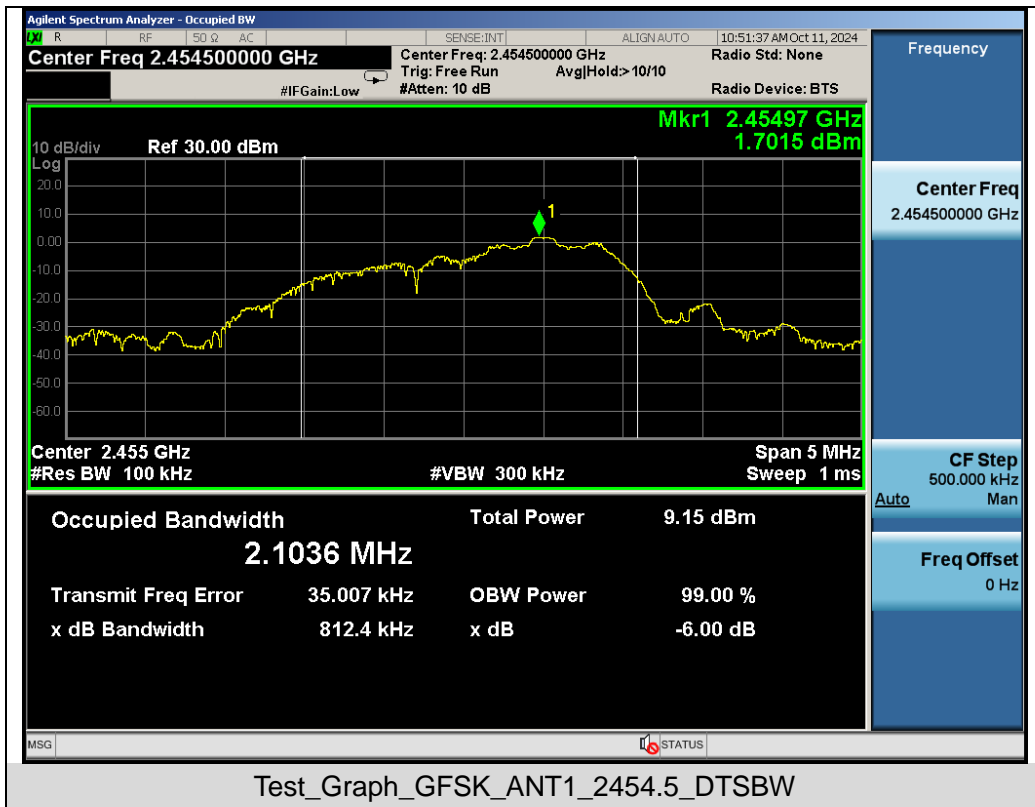 Agilent Spectrum Analyzer - Occupied BW
LXI R RF 50 Ω AC SENSE:INT ALIGN AUTO 10:51:37 AM Oct 11, 2024
Center Freq 2.454500000 GHz Center Freq: 2.454500000 GHz Radio Std: None
Trig: Free Run Avg|Hold:>10/10
#IFGain:Low #Atten: 10 dB Radio Device: BTS
Mkr1 2.45497 GHz
1.7015 dBm
10 dB/div Ref 30.00 dBm
Log
20.0
10.0
1
0.00
-10.0
-20.0
-30.0
-40.0
-50.0
-60.0
Center 2.455 GHz Span 5 MHz
#Res BW 100 kHz #VBW 300 kHz Sweep 1 ms
Occupied Bandwidth Total Power 9.15 dBm
2.1036 MHz
Transmit Freq Error 35.007 kHz OBW Power 99.00 %
x dB Bandwidth 812.4 kHz x dB -6.00 dB
Frequency
Center Freq
2.454500000 GHz
CF Step
500.000 kHz
Auto Man
Freq Offset
0 Hz
MSG STATUS
Test_Graph_GFSK_ANT1_2454.5_DTSBW